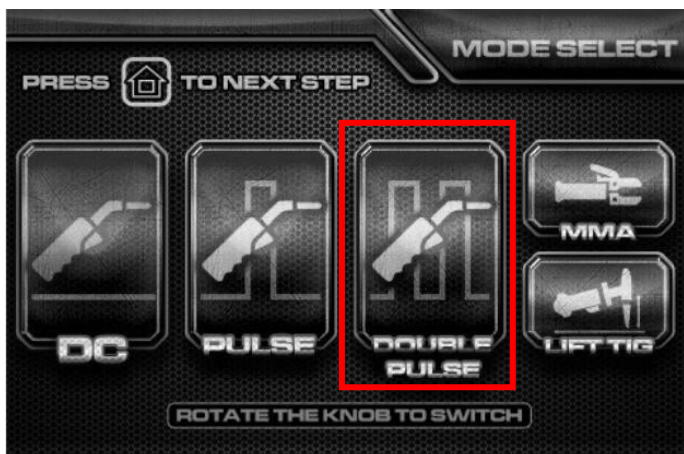 MODE SELECT
PRESS TO NEXT STEP
DC
PULSE
DOUBLE
PULSE
MMA
LIFT TIG
ROTATE THE KNOB TO SWITCH